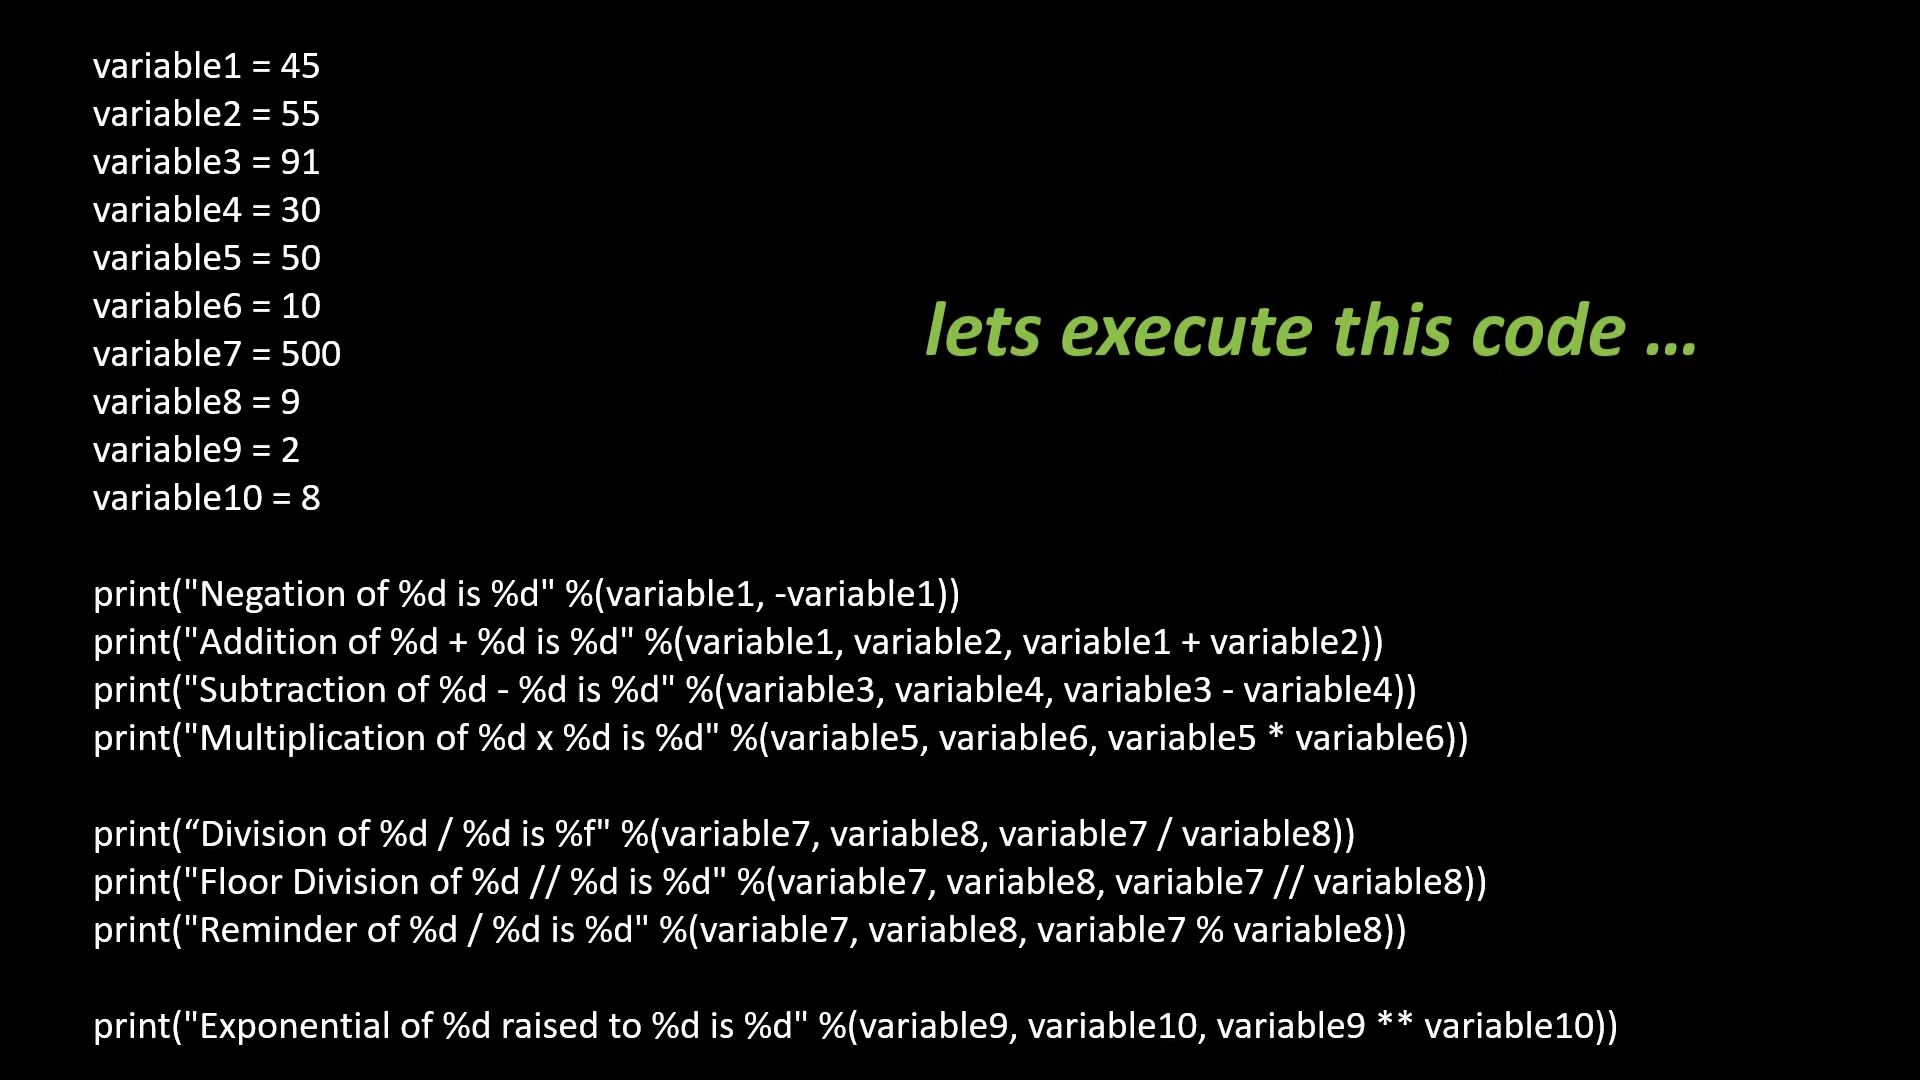 variable1 = 45
variable2 = 55
variable3 = 91
variable4 = 30
variable5 = 50
variable6 = 10
variable7 = 500
variable8 = 9
variable9 = 2
variable10 = 8
lets execute this code ...
print("Negation of %d is %d" %(variable1, -variable1))
print("Addition of %d + %d is %d" %(variable1, variable2, variable1 + variable2))
print("Subtraction of %d - %d is %d" %(variable3, variable4, variable3 - variable4))
print("Multiplication of %d x %d is %d" %(variable5, variable6, variable5 * variable6))
print(“Division of %d / %d is %f" %(variable7, variable8, variable7 / variable8))
print("Floor Division of %d // %d is %d" %(variable7, variable8, variable7 // variable8))
print("Reminder of %d / %d is %d" %(variable7, variable8, variable7 % variable8))
print("Exponential of %d raised to %d is %d" %(variable9, variable10, variable9 ** variable10))